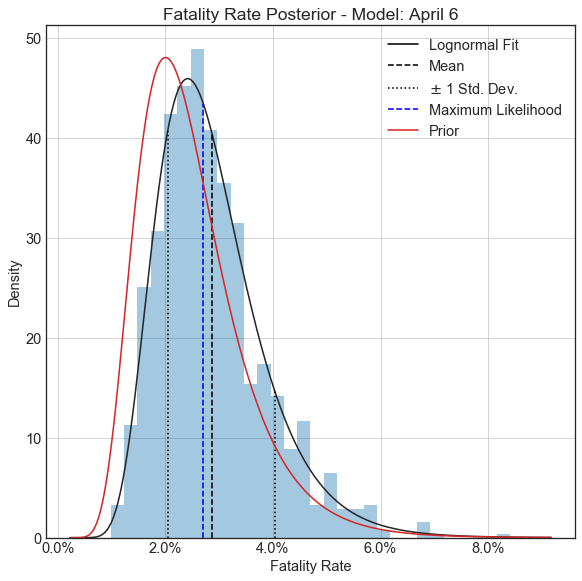 Fatality Rate Posterior - Model: April 6
Lognormal Fit
Mean
± 1 Std. Dev.
Maximum Likelihood
Prior
Density
50
40
30
20
10
0
0.0%
2.0%
4.0%
6.0%
8.0%
Fatality Rate